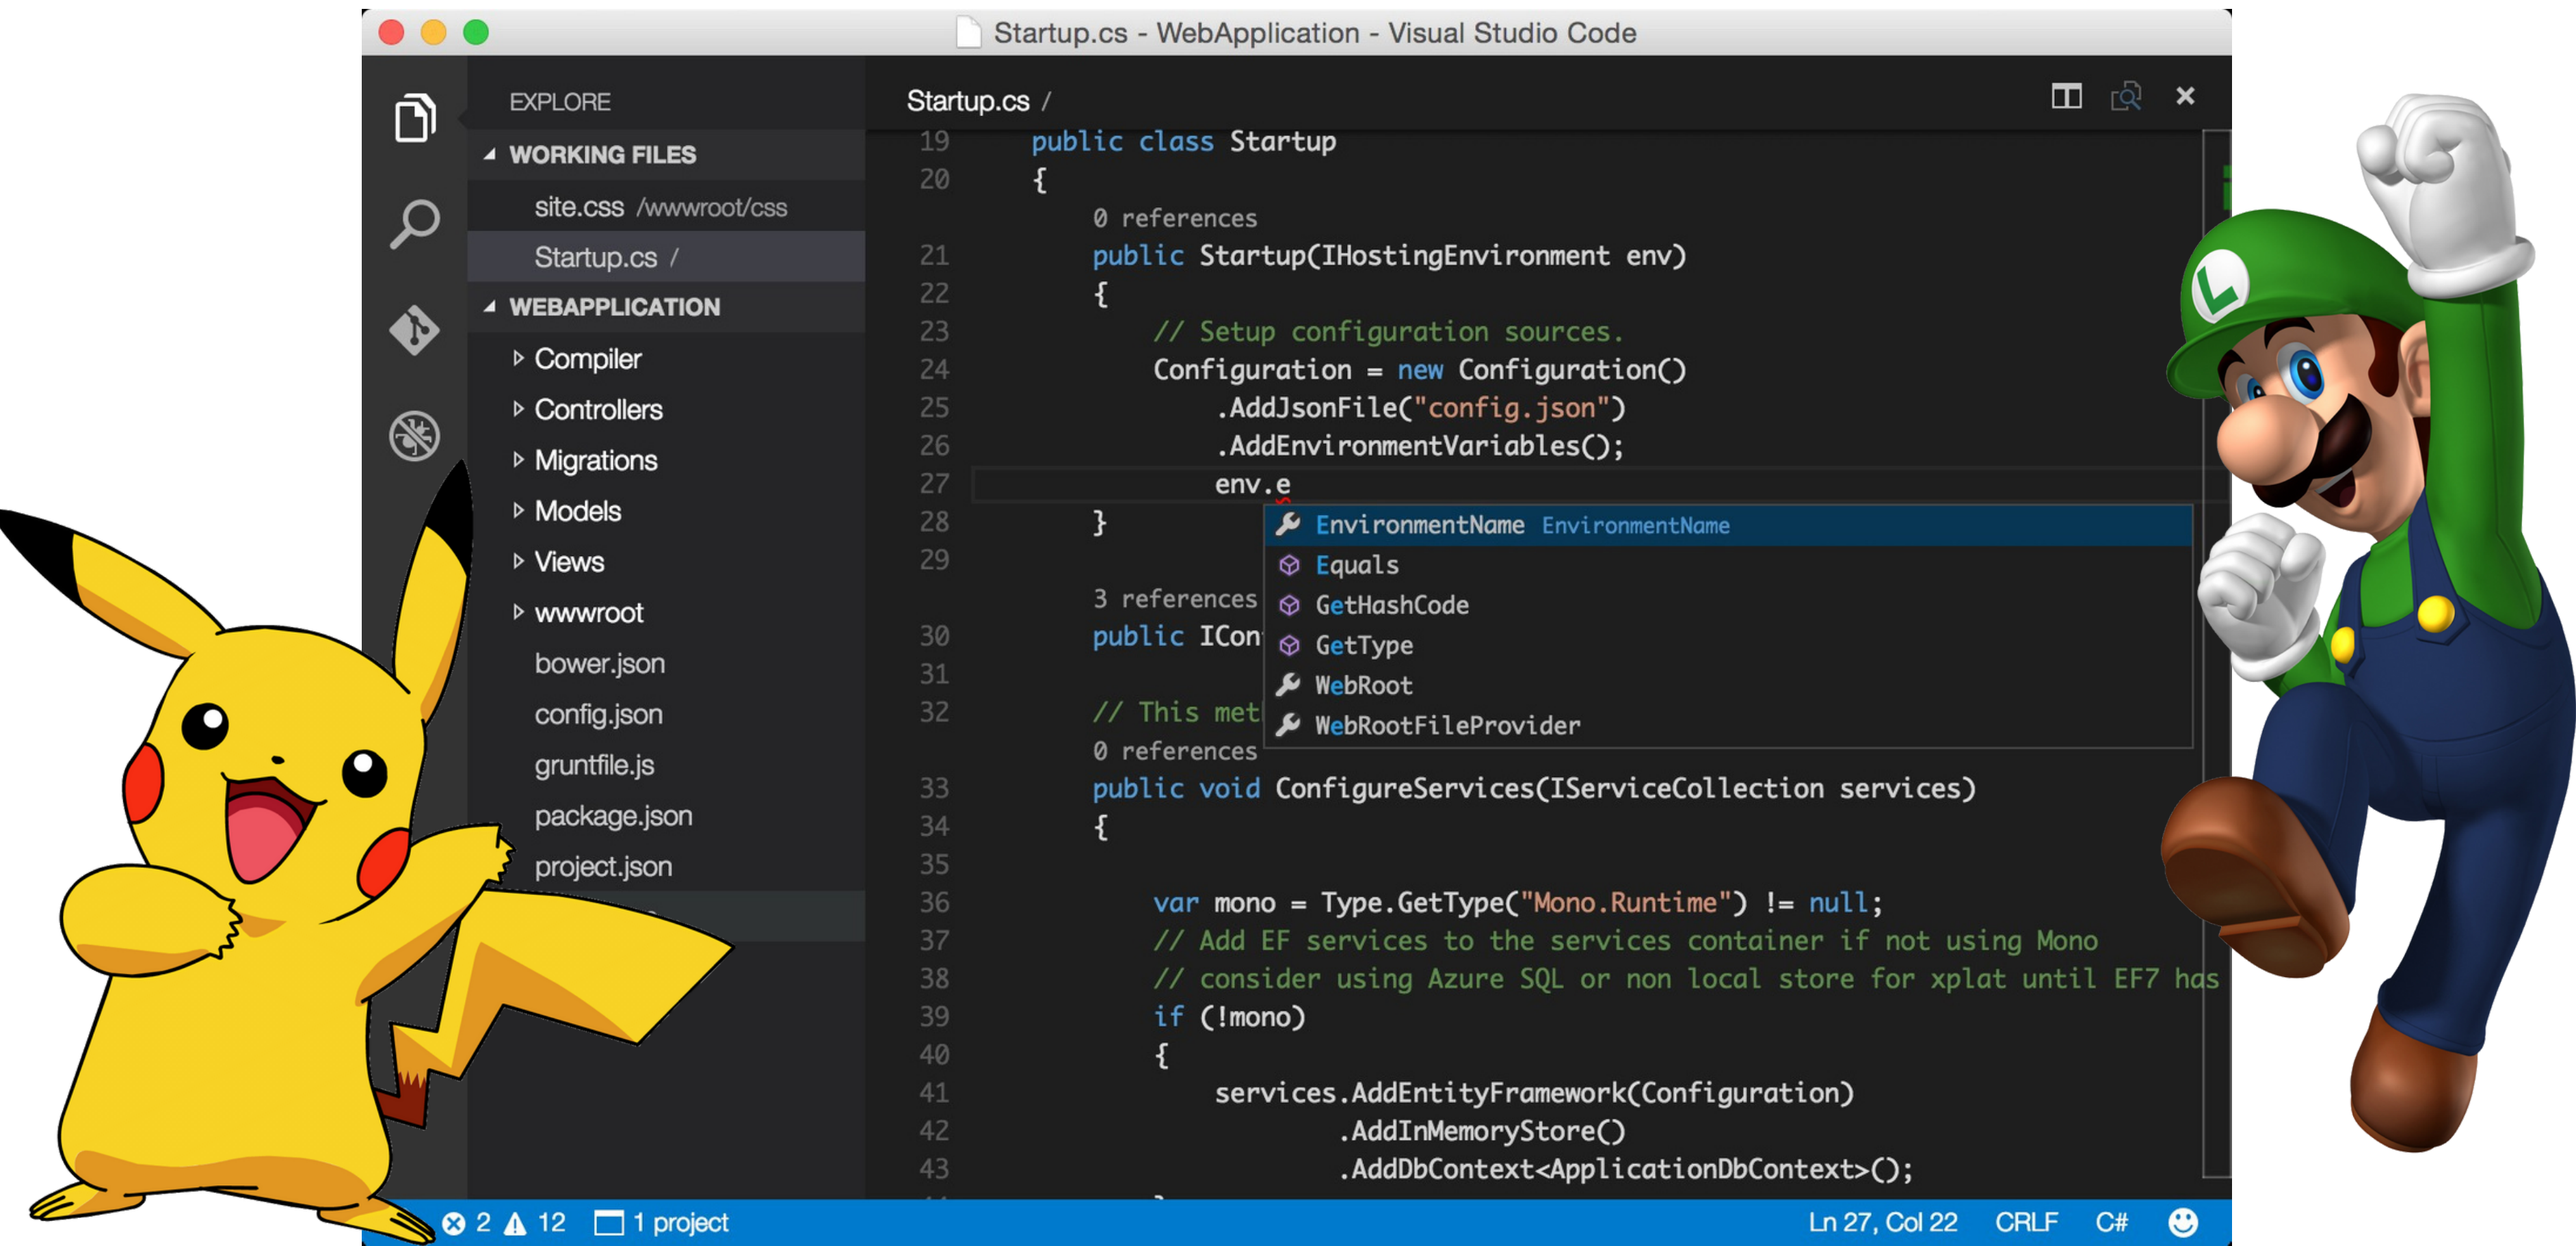 Startup.cs - WebApplication - Visual Studio Code
EXPLORE
WORKING FILES
site.css /wwwroot/css
Startup.cs /
WEBAPPLICATION
Compiler
Controllers
Migrations
Models
Views
wwwroot
bower.json
config.json
gruntfile.js
package.json
project.json
Startup.cs /
19 public class Startup
20 {
0 references
21 public Startup(IHostingEnvironment env)
22 {
23 // Setup configuration sources.
24 Configuration = new Configuration()
25 .AddJsonFile("config.json")
26 .AddEnvironmentVariables();
27 env.e
EnvironmentName EnvironmentName
Equals
GetHashCode
GetType
WebRoot
WebRootFileProvider
28 }
29
3 references
30 public ICon
31
32 // This met
0 references
33 public void ConfigureServices(IServiceCollection services)
34 {
35
36 var mono = Type.GetType("Mono.Runtime") != null;
37 // Add EF services to the services container if not using Mono
38 // consider using Azure SQL or non local store for xplat until EF7 has
39 if (!mono)
40 {
41 services.AddEntityFramework(Configuration)
42 .AddInMemoryStore()
43 .AddDbContext<ApplicationDbContext>();
2 12 1 project
Ln 27, Col 22 CRLF C#
L